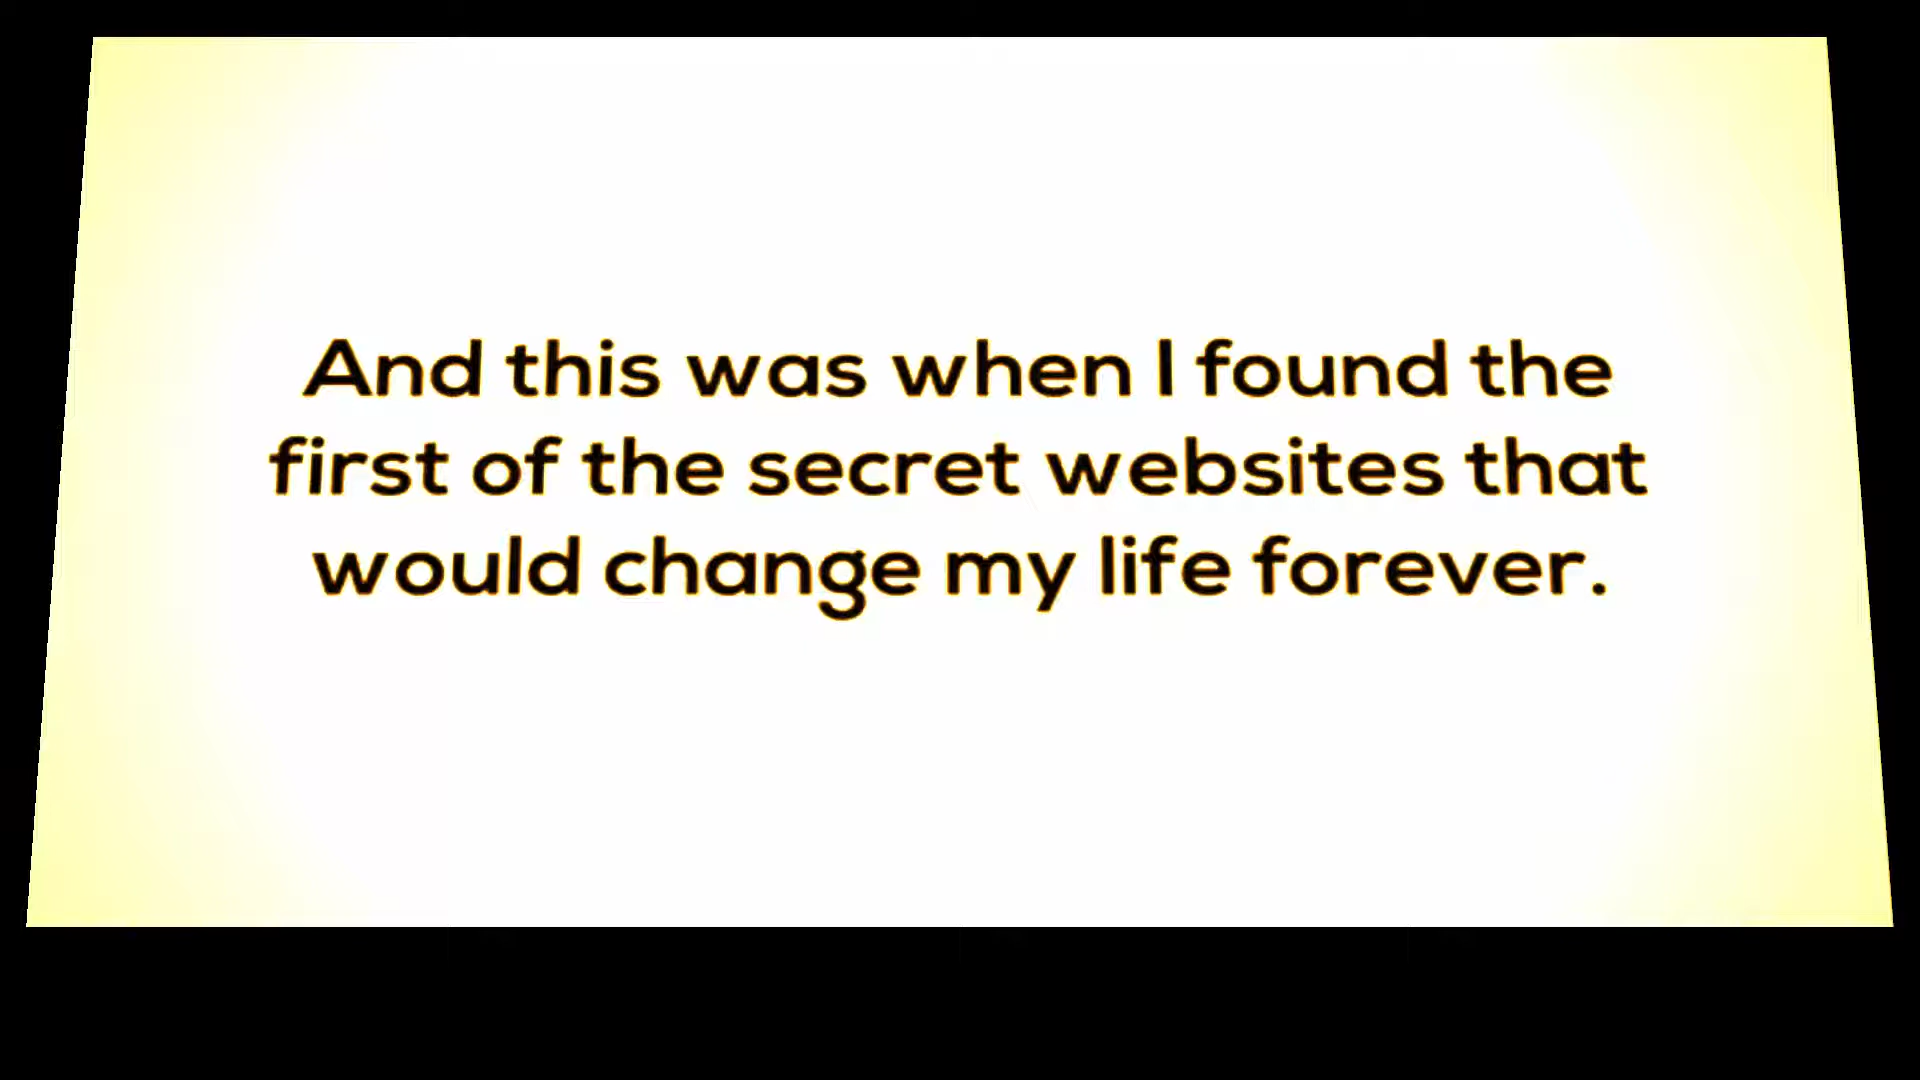 And this was when I found the
first of the secret websites that
would change my life forever.